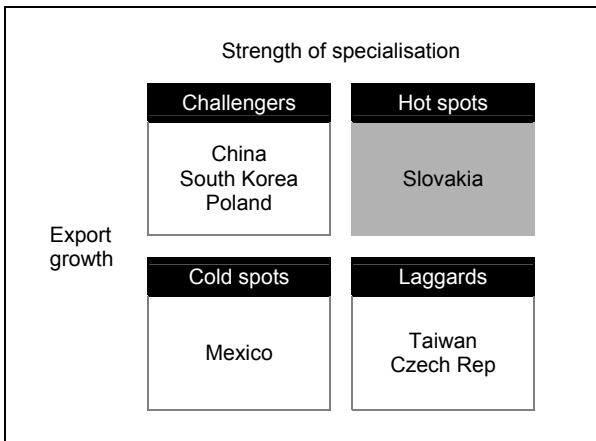 Strength of specialisation
Challengers
Hot spots
China
South Korea
Poland
Slovakia
Export
growth
Cold spots
Laggards
Mexico
Taiwan
Czech Rep